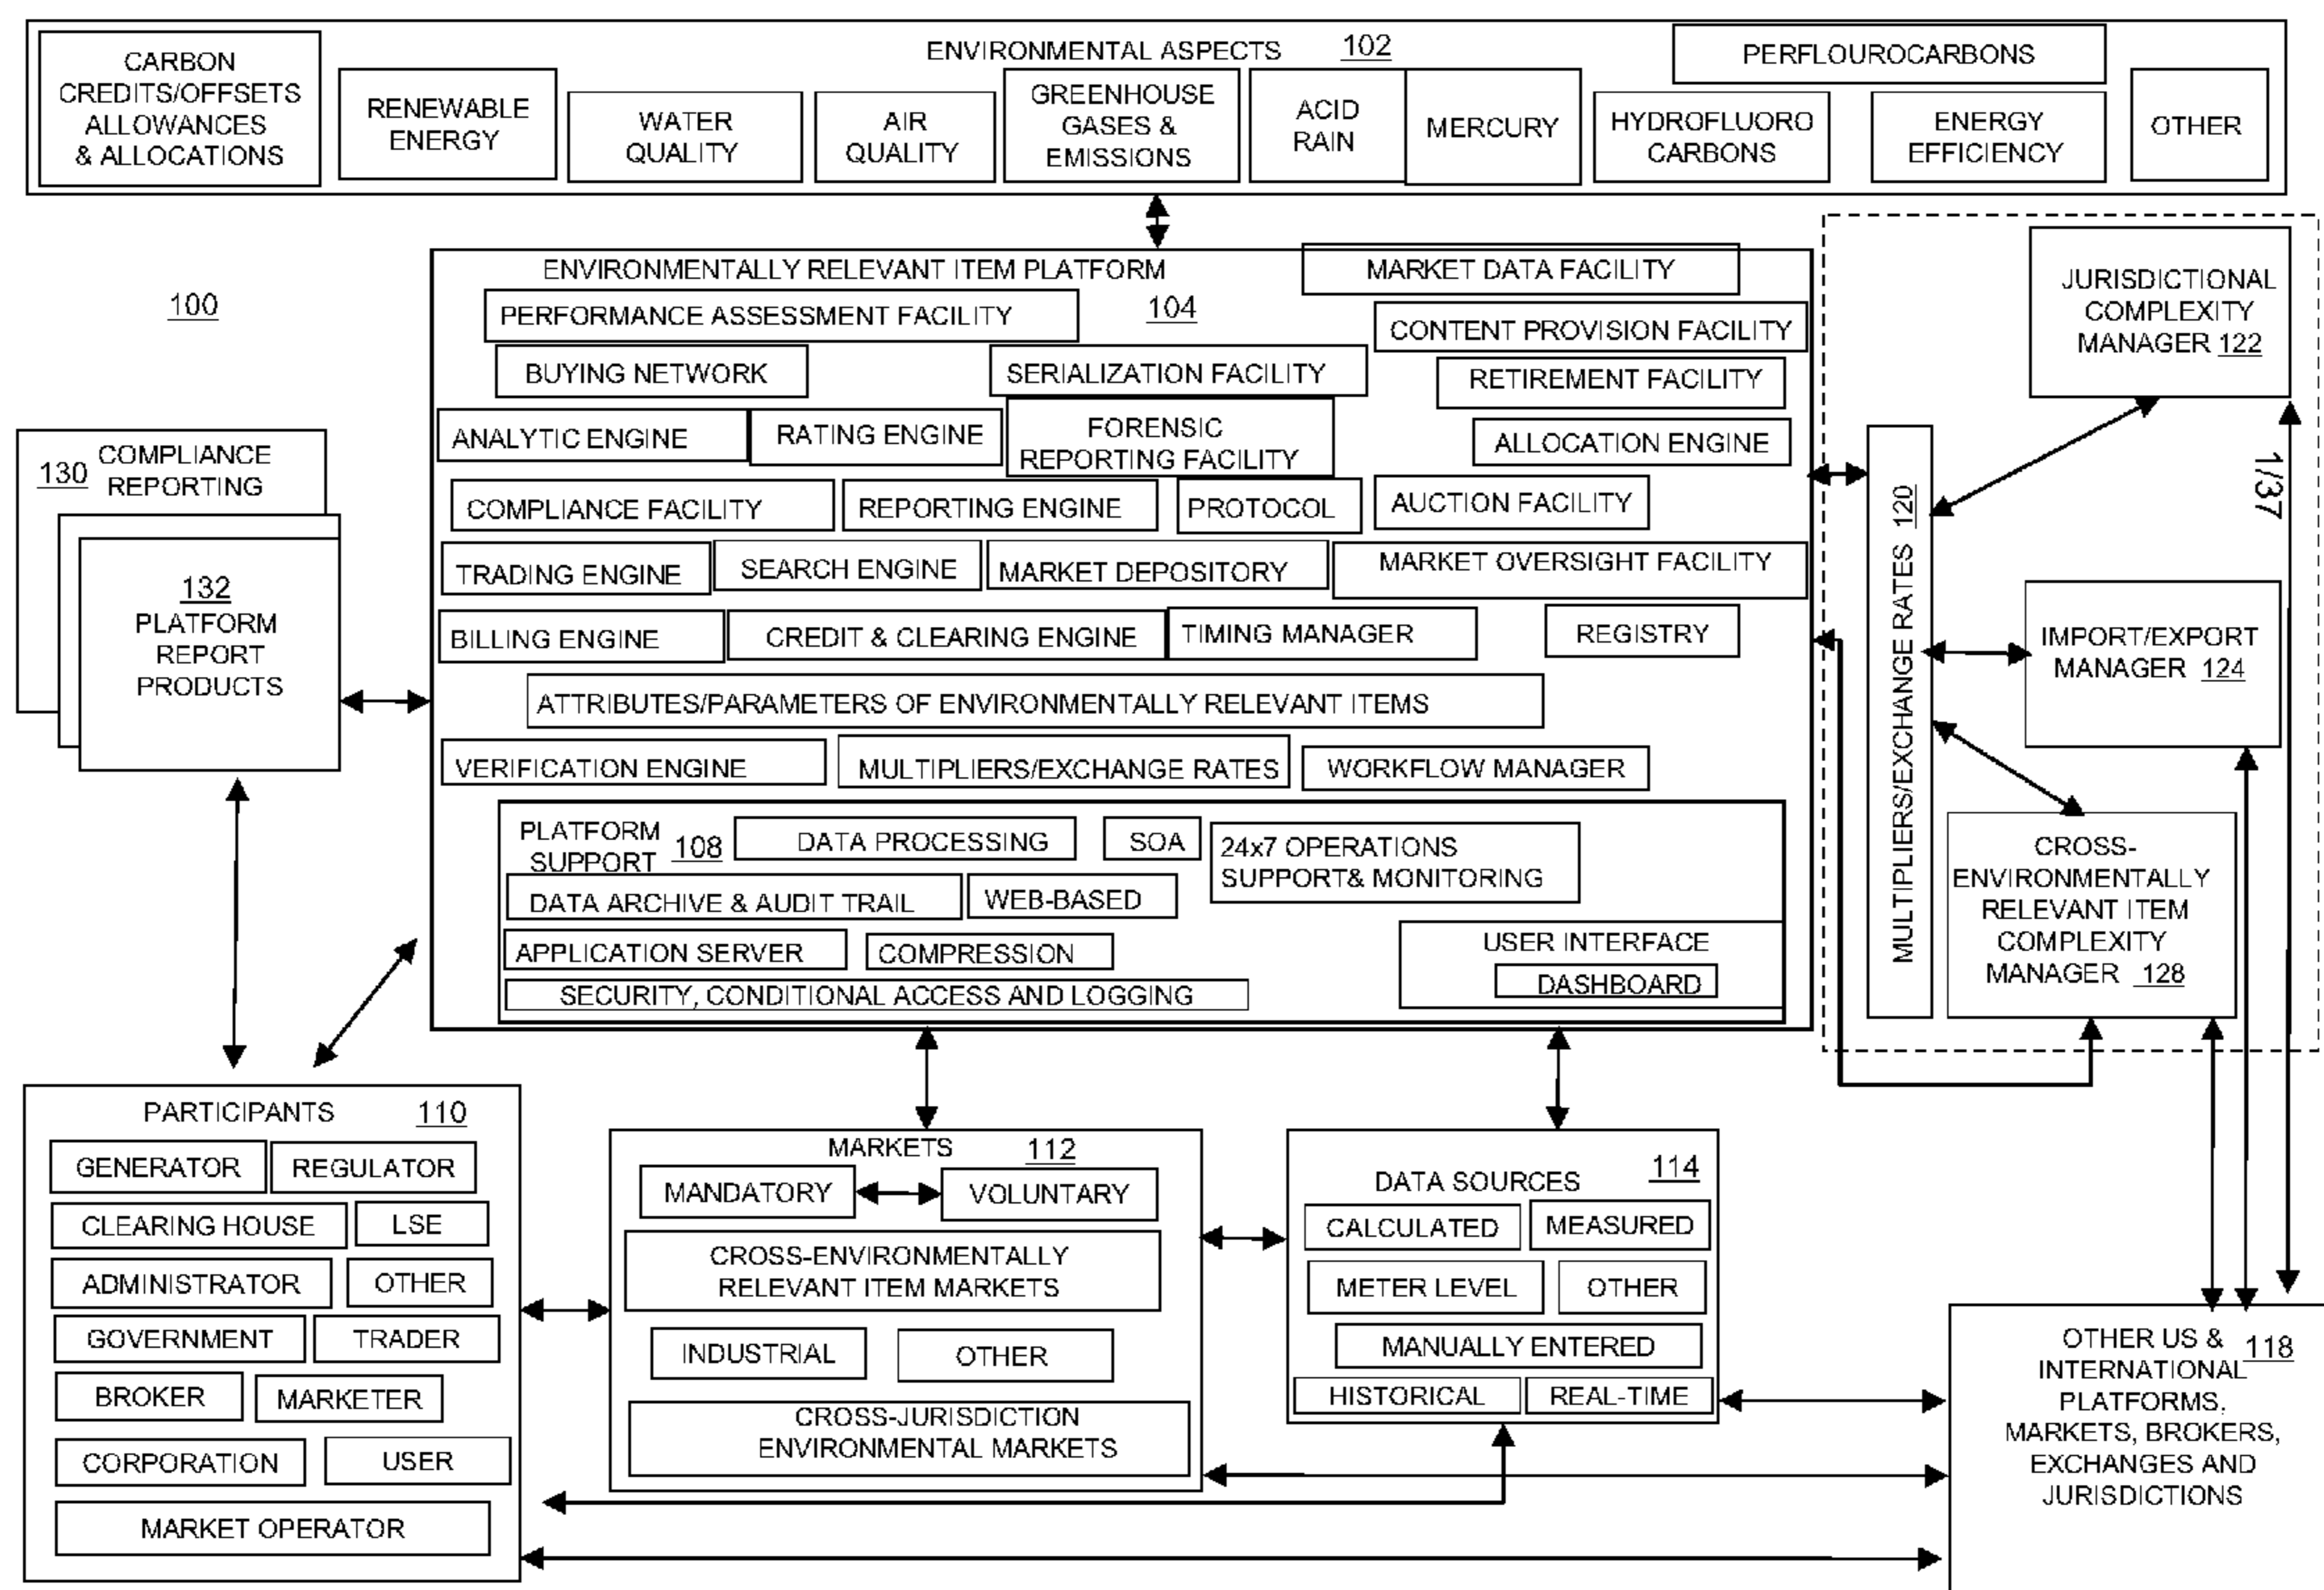 ENVIRONMENTAL ASPECTS 102
CARBON
CREDITS/OFFSETS
ALLOWANCES
& ALLOCATIONS
RENEWABLE
ENERGY
WATER
QUALITY
AIR
QUALITY
GREENHOUSE
GASES &
EMISSIONS
ACID
RAIN
MERCURY
PERFLOUROCARBONS
HYDROFLUORO
CARBONS
ENERGY
EFFICIENCY
OTHER
100
ENVIRONMENTALLY RELEVANT ITEM PLATFORM
104
MARKET DATA FACILITY
PERFORMANCE ASSESSMENT FACILITY
CONTENT PROVISION FACILITY
BUYING NETWORK
SERIALIZATION FACILITY
RETIREMENT FACILITY
ANALYTIC ENGINE
RATING ENGINE
FORENSIC
REPORTING FACILITY
ALLOCATION ENGINE
COMPLIANCE FACILITY
REPORTING ENGINE
PROTOCOL
AUCTION FACILITY
TRADING ENGINE
SEARCH ENGINE
MARKET DEPOSITORY
MARKET OVERSIGHT FACILITY
BILLING ENGINE
CREDIT & CLEARING ENGINE
TIMING MANAGER
REGISTRY
ATTRIBUTES/PARAMETERS OF ENVIRONMENTALLY RELEVANT ITEMS
VERIFICATION ENGINE
MULTIPLIERS/EXCHANGE RATES
WORKFLOW MANAGER
PLATFORM
SUPPORT 108
DATA PROCESSING
SOA
24x7 OPERATIONS
SUPPORT& MONITORING
DATA ARCHIVE & AUDIT TRAIL
WEB-BASED
APPLICATION SERVER
COMPRESSION
USER INTERFACE
DASHBOARD
SECURITY, CONDITIONAL ACCESS AND LOGGING
130 COMPLIANCE
REPORTING
132
PLATFORM
REPORT
PRODUCTS
MULTIPLIERS/EXCHANGE RATES 120
JURISDICTIONAL
COMPLEXITY
MANAGER 122
1/37
IMPORT/EXPORT
MANAGER 124
CROSS-
ENVIRONMENTALLY
RELEVANT ITEM
COMPLEXITY
MANAGER 128
PARTICIPANTS 110
GENERATOR
REGULATOR
CLEARING HOUSE
LSE
ADMINISTRATOR
OTHER
GOVERNMENT
TRADER
BROKER
MARKETER
CORPORATION
USER
MARKET OPERATOR
MARKETS 112
MANDATORY
VOLUNTARY
CROSS-ENVIRONMENTALLY
RELEVANT ITEM MARKETS
INDUSTRIAL
OTHER
CROSS-JURISDICTION
ENVIRONMENTAL MARKETS
DATA SOURCES 114
CALCULATED
MEASURED
METER LEVEL
OTHER
MANUALLY ENTERED
HISTORICAL
REAL-TIME
OTHER US & 118
INTERNATIONAL
PLATFORMS,
MARKETS, BROKERS,
EXCHANGES AND
JURISDICTIONS